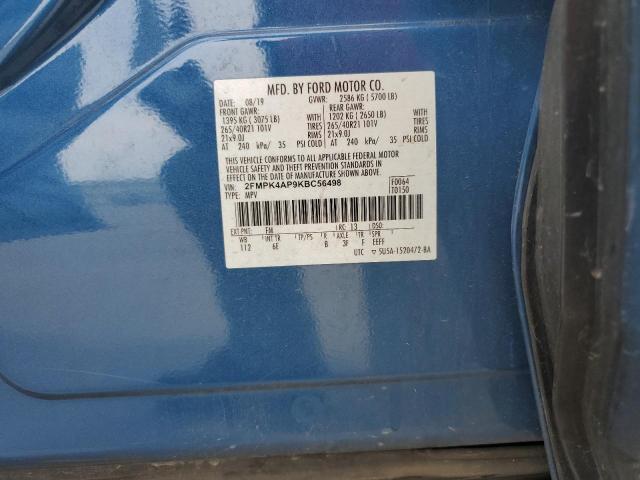 MFD. BY FORD MOTOR CO.
DATE: 08/19 GVWR: 2586 KG ( 5700 LB)
FRONT GAWR: REAR GAWR:
1395 KG ( 3075 LB) WITH 1202 KG ( 2650 LB) WITH
265/40R21 101V TIRES 265/40R21 101V TIRES
21x9.0J RIMS 21x9.0J RIMS
AT 240 kPa/ 35 PSI COLD AT 240 kPa/ 35 PSI COLD
THIS VEHICLE CONFORMS TO ALL APPLICABLE FEDERAL MOTOR
VEHICLE SAFETY AND THEFT PREVENTION STANDARDS IN EFFECT
ON THE DATE OF MANUFACTURE SHOWN ABOVE.
VIN: 2FMPK4AP9KBC56498 F0064
TYPE: MPV T0150
EXT PNT: FM RC: 13 DSO:
WB INT TR TP/PS R AXLE TR SPR
112 6E B 3F F EEFF
UTC ▽ 5U5A-15204/2-BA